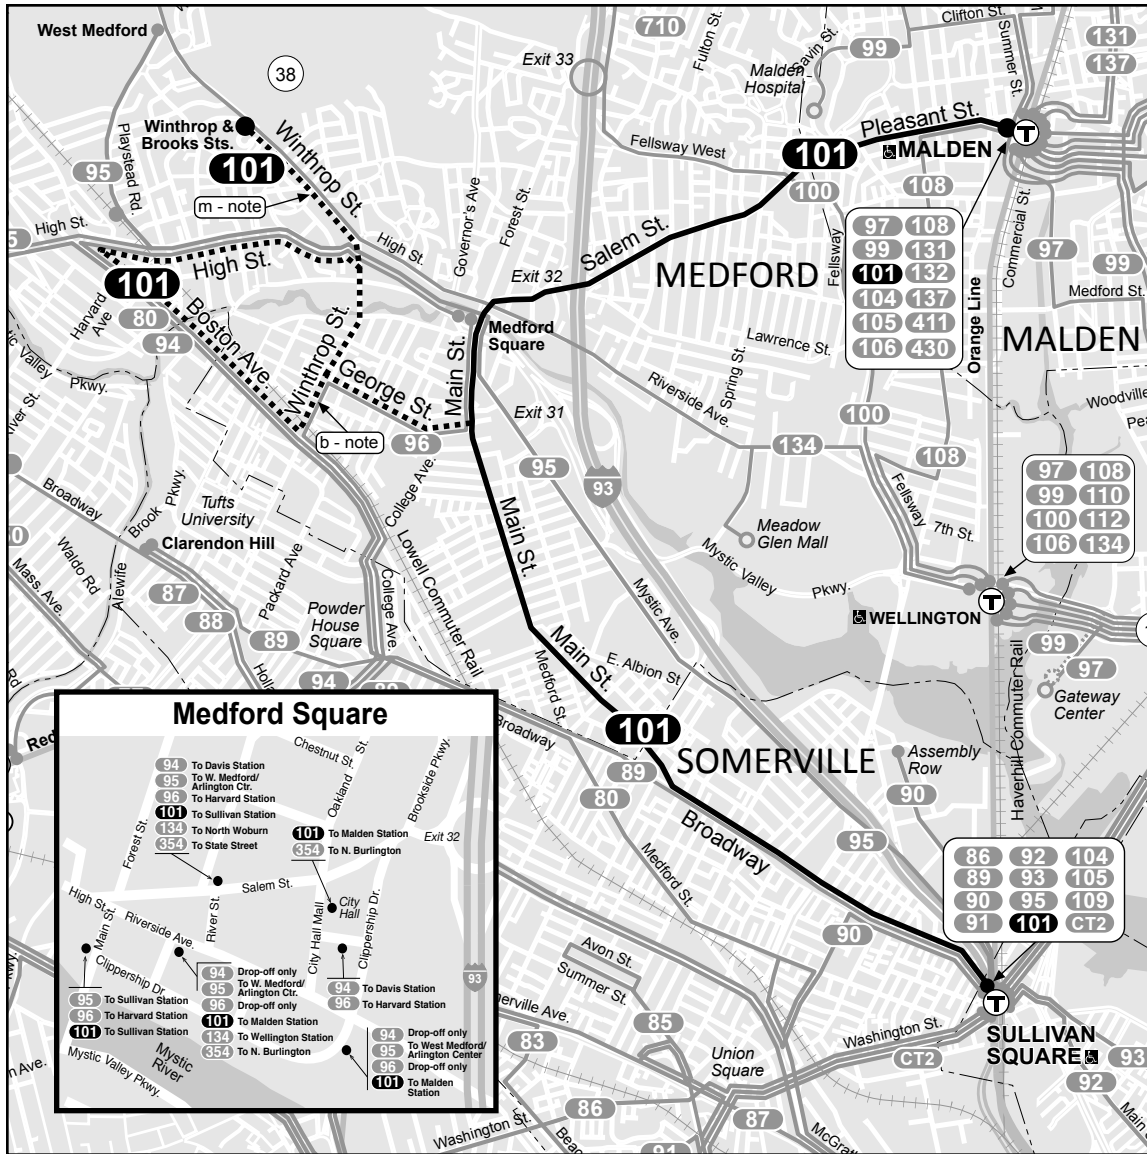 West Medford
38
710
Exit 33
Fulton St.
Savin St.
Malden
Hospital
99
Clifton St.
Summer St.
131
137
Winthrop &
Brooks Sts.
101
Winthrop St.
m - note
Playstead Rd.
95
High St.
Fellsway West
101
Pleasant St.
MALDEN
T
100
108
Governor's Ave
Forest St.
High St.
Exit 32
Salem St.
MEDFORD
Fellsway
97 108
99 131
101 132
104 137
105 411
106 430
Commercial St.
97
99
Medford St.
Orange Line
MALDEN
High St.
101
Harvard
Ave
80
94
Boston Ave.
Winthrop St.
George St.
Main St.
Medford
Square
Lawrence St.
Spring St.
Riverside Ave.
Exit 31
b - note
96
College Ave.
Pkwy.
95
93
134
100
108
Fellsway
7th St.
97 108
99 110
100 112
106 134
Broadway
Brook Pkwy.
Tufts
University
Clarendon Hill
Main St.
Meadow
Glen Mall
Mystic Valley
Pkwy.
WELLINGTON
T
Mass. Ave.
Waldo Rd
Alewife
87
88
89
Packard Ave
Powder
House
Square
College Ave.
Lowell Commuter Rail
Mystic Ave.
Main St.
E. Albion St
Medford St.
94
Broadway
101
89
SOMERVILLE
80
Broadway
Medford St.
95
Assembly
Row
90
Haverhill Commuter Rail
99
97
Gateway
Center
86 92 104
89 93 105
90 95 109
91 101 CT2
90
Avon St.
Summer St.
85
83
Union
Square
Washington St.
CT2
T
SULLIVAN
SQUARE
93
92
Main
86
87
Washington St.
Medford Square
Chestnut St.
Oakland St.
Brookside Pkwy.
94 To Davis Station
95 To W. Medford/
Arlington Ctr.
96 To Harvard Station
101 To Sullivan Station
134 To North Woburn
354 To State Street
101 To Malden Station
354 To N. Burlington
Exit 32
Forest St.
Salem St.
High St.
Main St.
Riverside Ave.
River St.
City Hall Mall
City
Hall
Clippership Dr.
Clippership Dr
93
95 To Sullivan Station
96 To Harvard Station
101 To Sullivan Station
94 Drop-off only
95 To W. Medford/
Arlington Ctr.
96 Drop-off only
101 To Malden Station
134 To Wellington Station
354 To N. Burlington
94 To Davis Station
96 To Harvard Station
94 Drop-off only
95 To West Medford/
Arlington Center
96 Drop-off only
101 To Malden
Station
Mystic
River
Mystic Valley Pkwy.